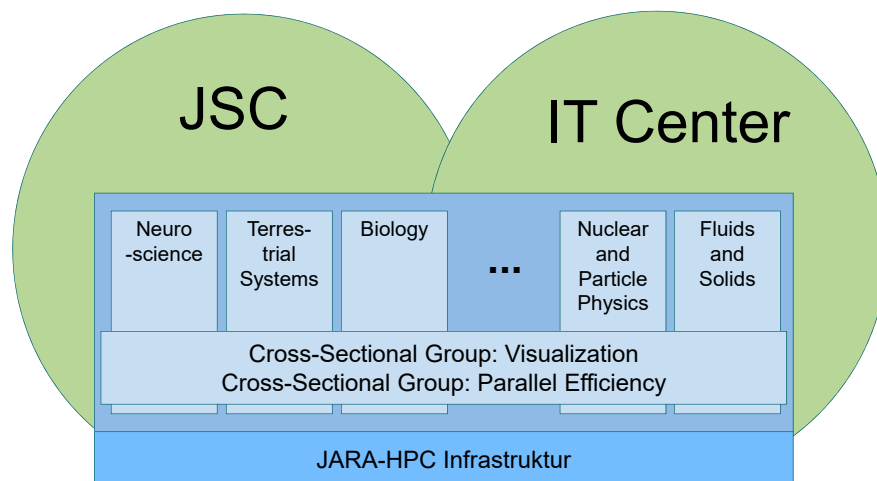 JSC
IT Center
Neuro
-science
Terres-
trial
Systems
Biology
...
Nuclear
and
Particle
Physics
Fluids
and
Solids
Cross-Sectional Group: Visualization
Cross-Sectional Group: Parallel Efficiency
JARA-HPC Infrastruktur